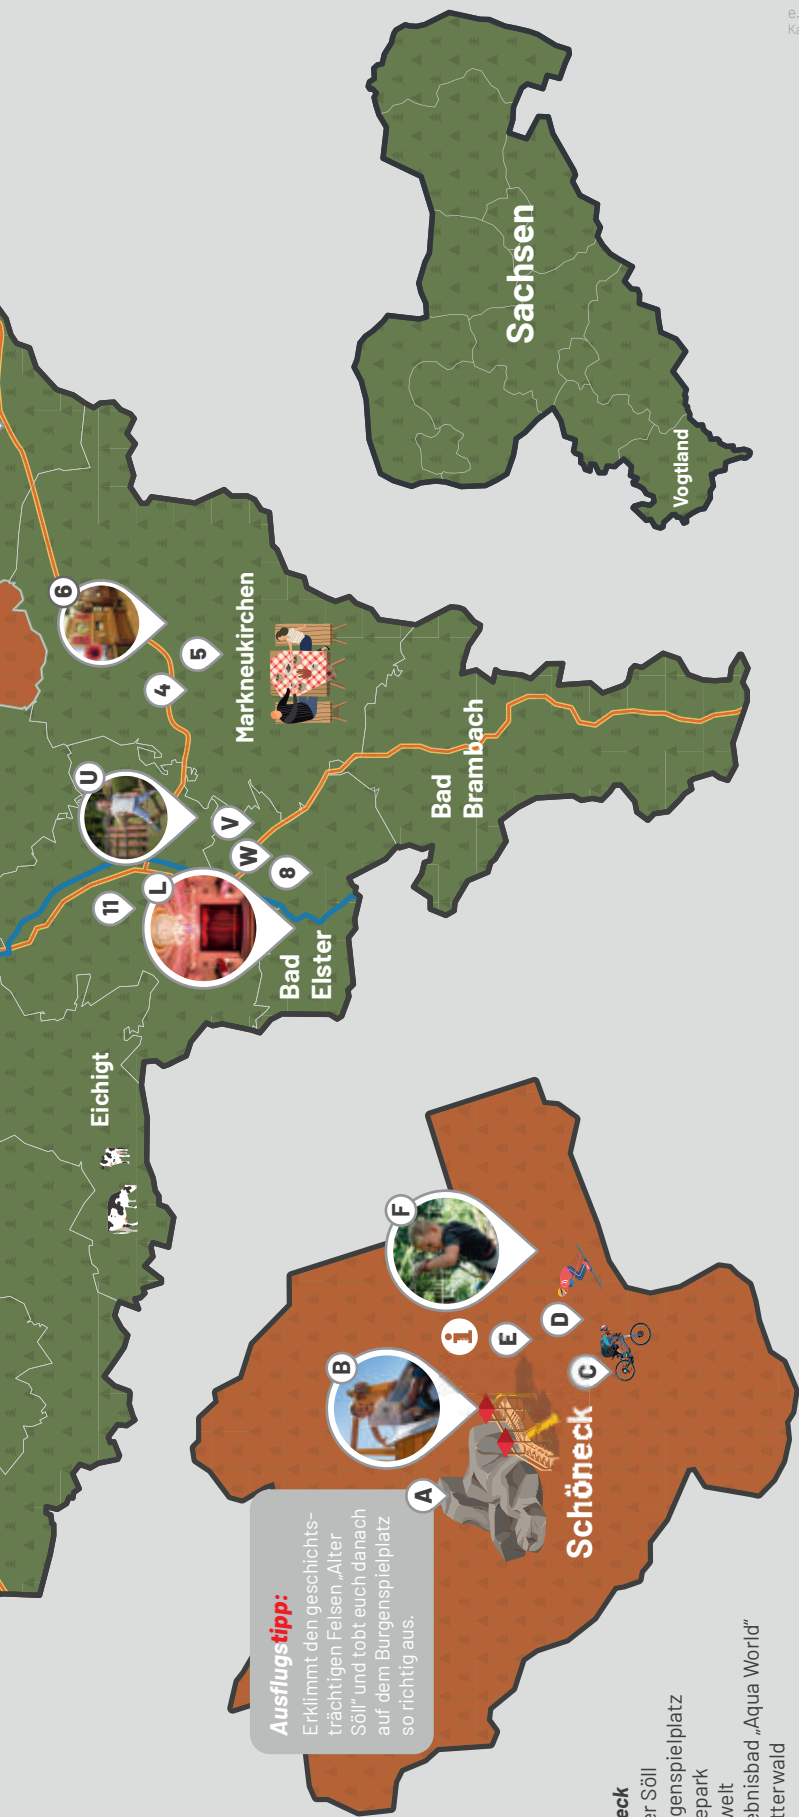 e.
Ka
Sachsen
Vogtland
6
5
4
Markneukirchen
U
V
W
8
L
11
Bad
Brambach
Bad
Elster
Eichigt
F
B
i
E
D
C
A
Schöneck
Ausflugstipp:
Erklimmt den geschichts-
trächtigen Felsen „Alter
Söll“ und tobt euch danach
auf dem Burgenspielplatz
so richtig aus.
eck
er Söll
genspielplatz
epark
welt
ebnisbad „Aqua World“
tterwald